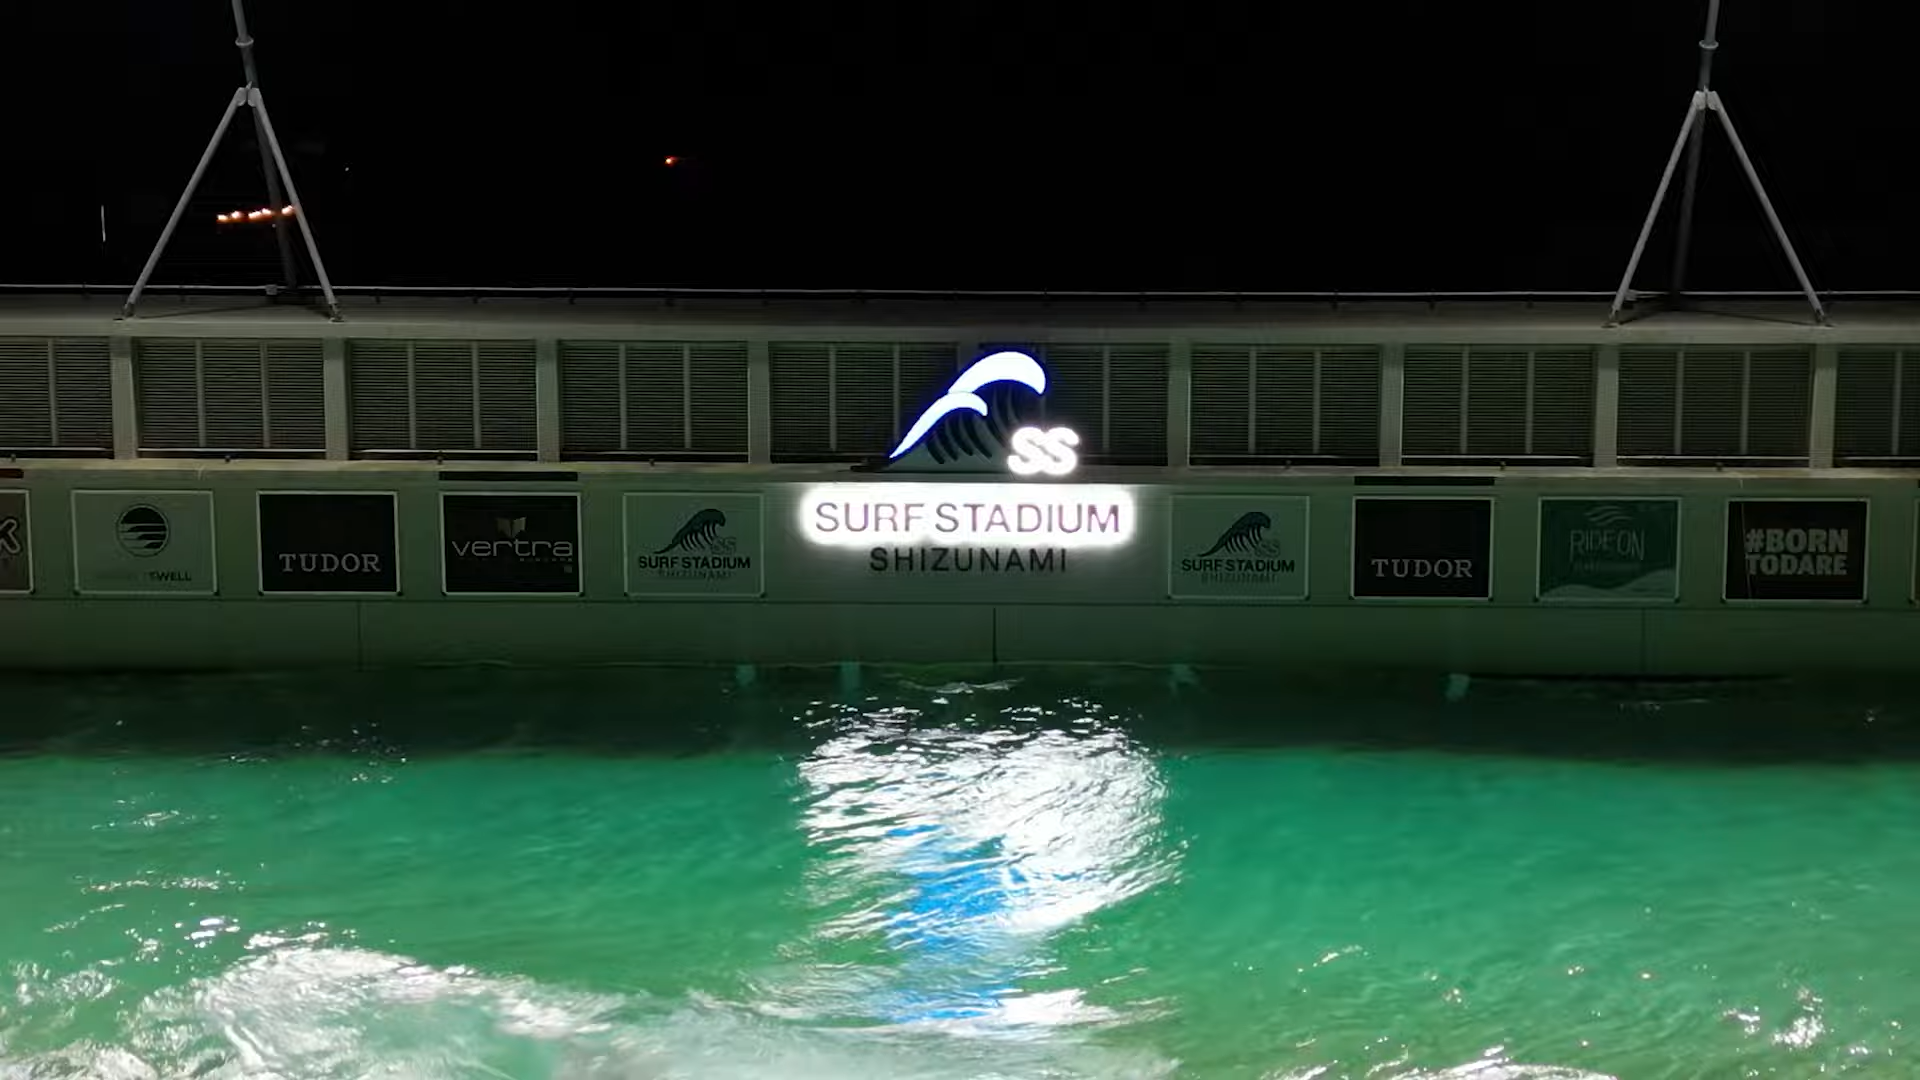 SS
SURF STADIUM
SHIZUNAMI
SWELL
TUDOR
vertra
SS
SURF STADIUM
SHIZUNAMI
SS
SURF STADIUM
SHIZUNAMI
TUDOR
RIDE ON
#BORN
TODARE